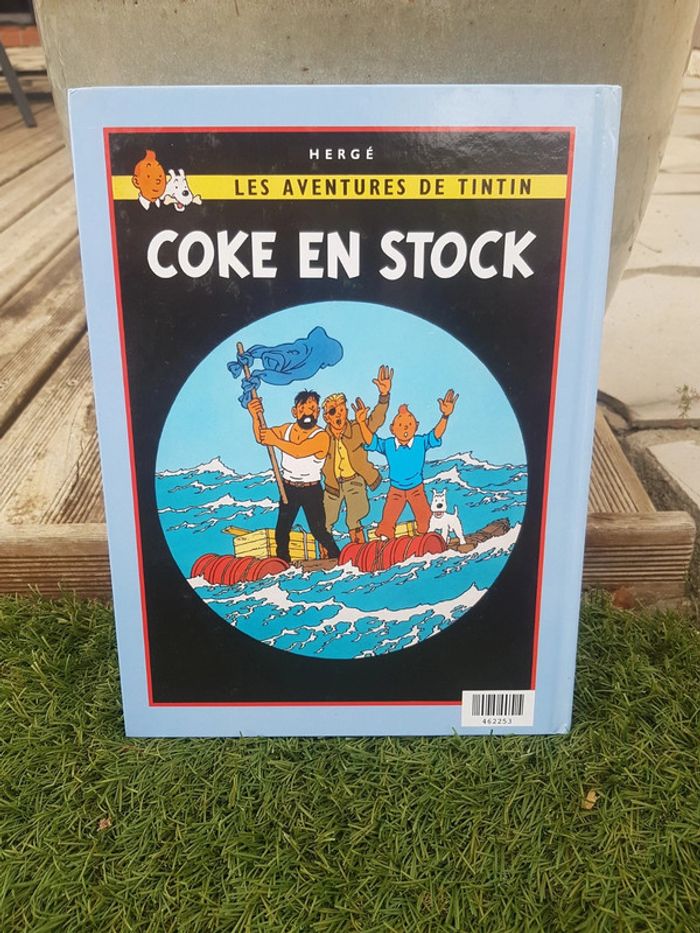 HERGÉ
LES AVENTURES DE TINTIN
COKE EN STOCK
462253